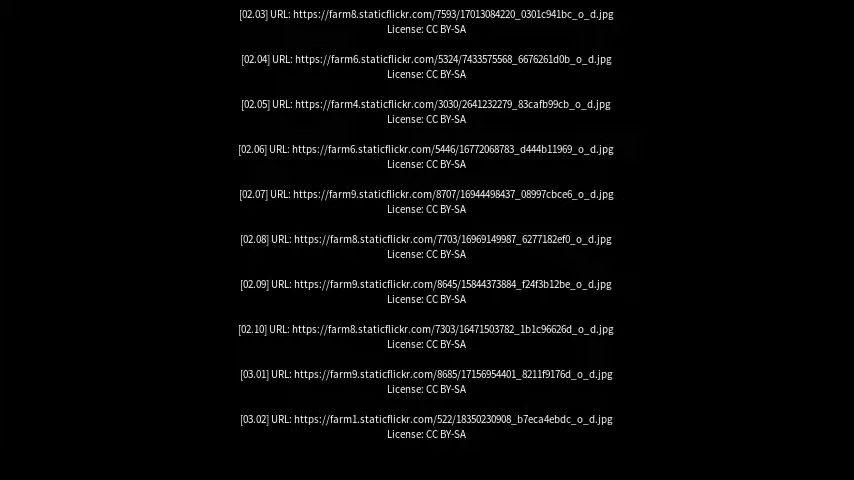 [02.03] URL: https://farm8.staticflickr.com/7593/17013084220_0301c941bc_o_d.jpg
License: CC BY-SA
[02.04] URL: https://farm6.staticflickr.com/5324/7433575568_6676261d0b_o_d.jpg
License: CC BY-SA
[02.05] URL: https://farm4.staticflickr.com/3030/2641232279_83cafb99cb_o_d.jpg
License: CC BY-SA
[02.06] URL: https://farm6.staticflickr.com/5446/16772068783_d444b11969_o_d.jpg
License: CC BY-SA
[02.07] URL: https://farm9.staticflickr.com/8707/16944498437_08997cbce6_o_d.jpg
License: CC BY-SA
[02.08] URL: https://farm8.staticflickr.com/7703/16969149987_6277182ef0_o_d.jpg
License: CC BY-SA
[02.09] URL: https://farm9.staticflickr.com/8645/15844373884_f24f3b12be_o_d.jpg
License: CC BY-SA
[02.10] URL: https://farm8.staticflickr.com/7303/16471503782_1b1c96626d_o_d.jpg
License: CC BY-SA
[03.01] URL: https://farm9.staticflickr.com/8685/17156954401_8211f9176d_o_d.jpg
License: CC BY-SA
[03.02] URL: https://farm1.staticflickr.com/522/18350230908_b7eca4ebdc_o_d.jpg
License: CC BY-SA